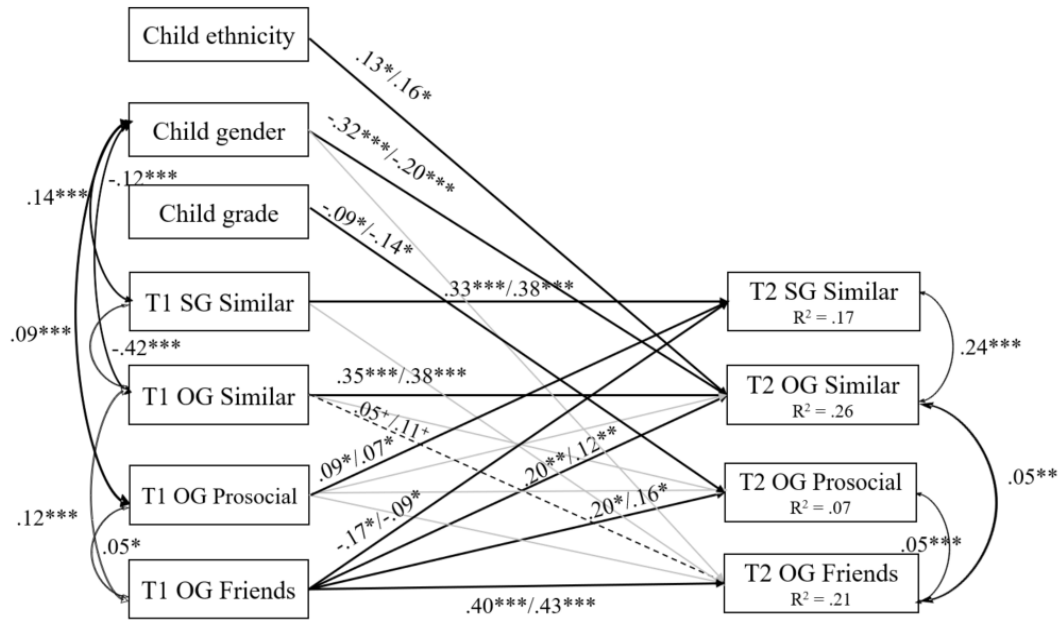 Child ethnicity
.13*/.16*
Child gender
-.32***/-.20***
-.12***
.14***
Child grade
-.09*/-.14*
T1 SG Similar
.33***/.38***
T2 SG Similar
R² = .17
.09***
-.42***
.24***
T1 OG Similar
.35***/.38***
T2 OG Similar
R² = .26
.05⁺/.11⁺
.09*/.07*
.20**/.12**
T1 OG Prosocial
T2 OG Prosocial
R² = .07
.05**
-.17*/-.09*
.20*/.16*
.12***
.05*
.05***
T1 OG Friends
T2 OG Friends
R² = .21
.40***/.43***